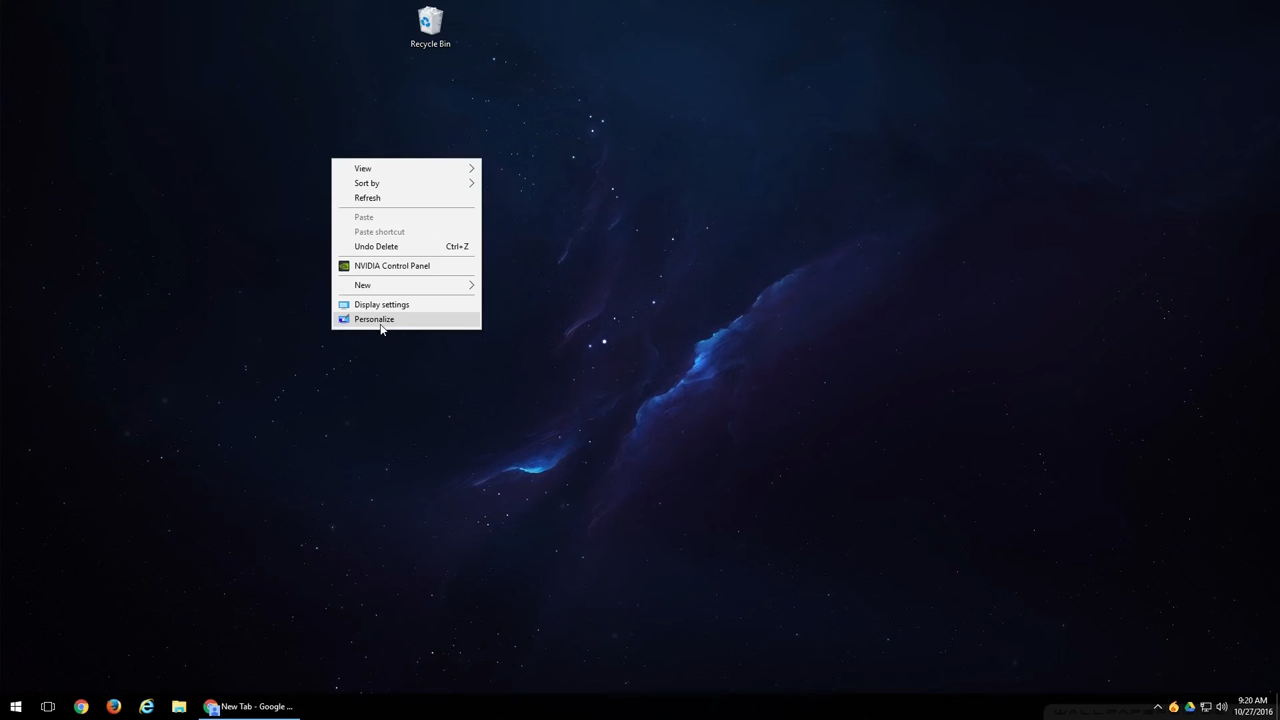 Recycle Bin
View
Sort by
Refresh
Paste
Paste shortcut
Undo Delete Ctrl+Z
NVIDIA Control Panel
New
Display settings
Personalize
New Tab - Google ...
9:20 AM
10/27/2016